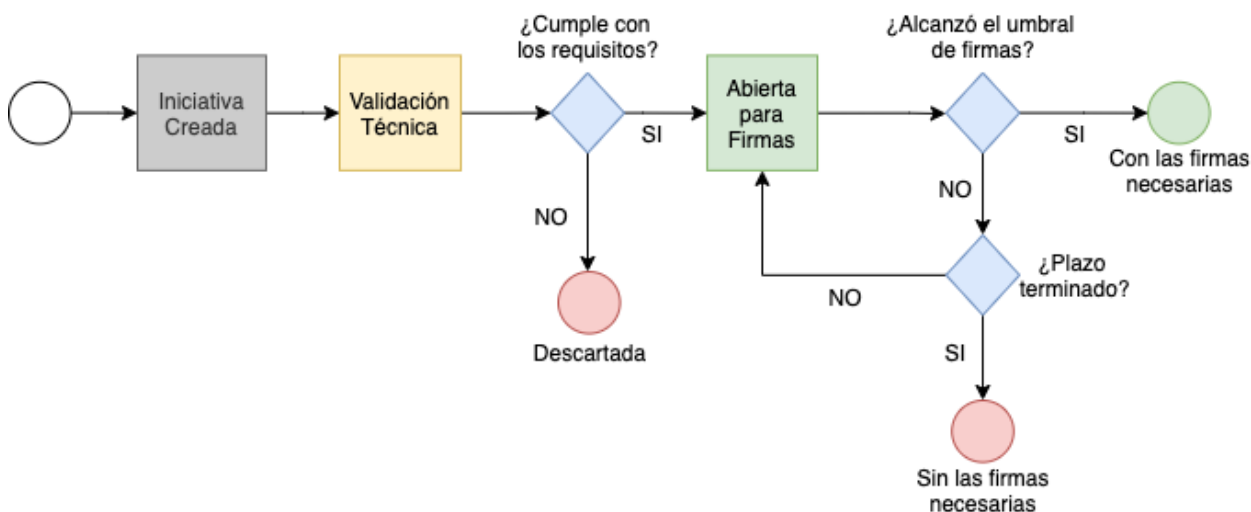 ¿Cumple con
los requisitos?
¿Alcanzó el umbral
de firmas?
Iniciativa
Creada
Validación
Técnica
SI
Abierta
para
Firmas
SI
Con las firmas
necesarias
NO
NO
¿Plazo
terminado?
NO
Descartada
SI
Sin las firmas
necesarias